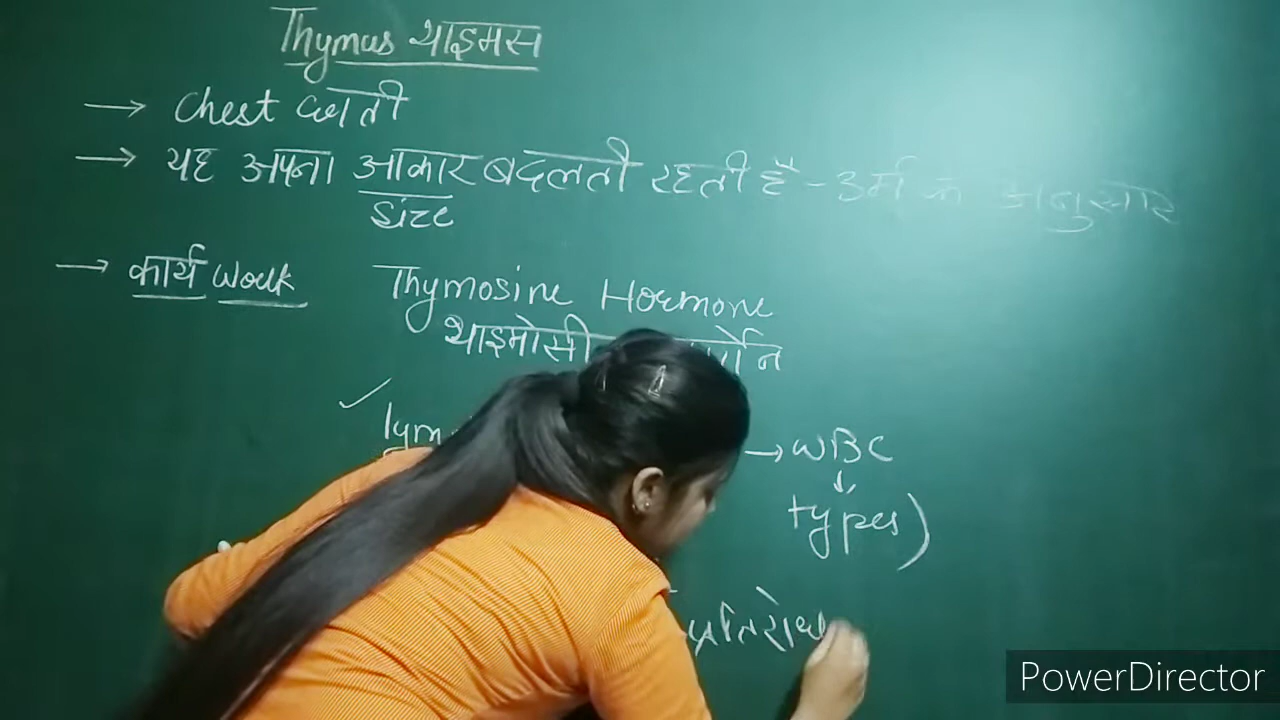 Thymus थाइमस
→ Chest छाती
→ यह अपना आकार बदलती रहती है - उर्म के अनुसार
Size
→ कार्य Work Thymosine Hormone
थाइमोसी र्मोन
✓ lym → WBC
↓
types)
प्रतिरोध
PowerDirector